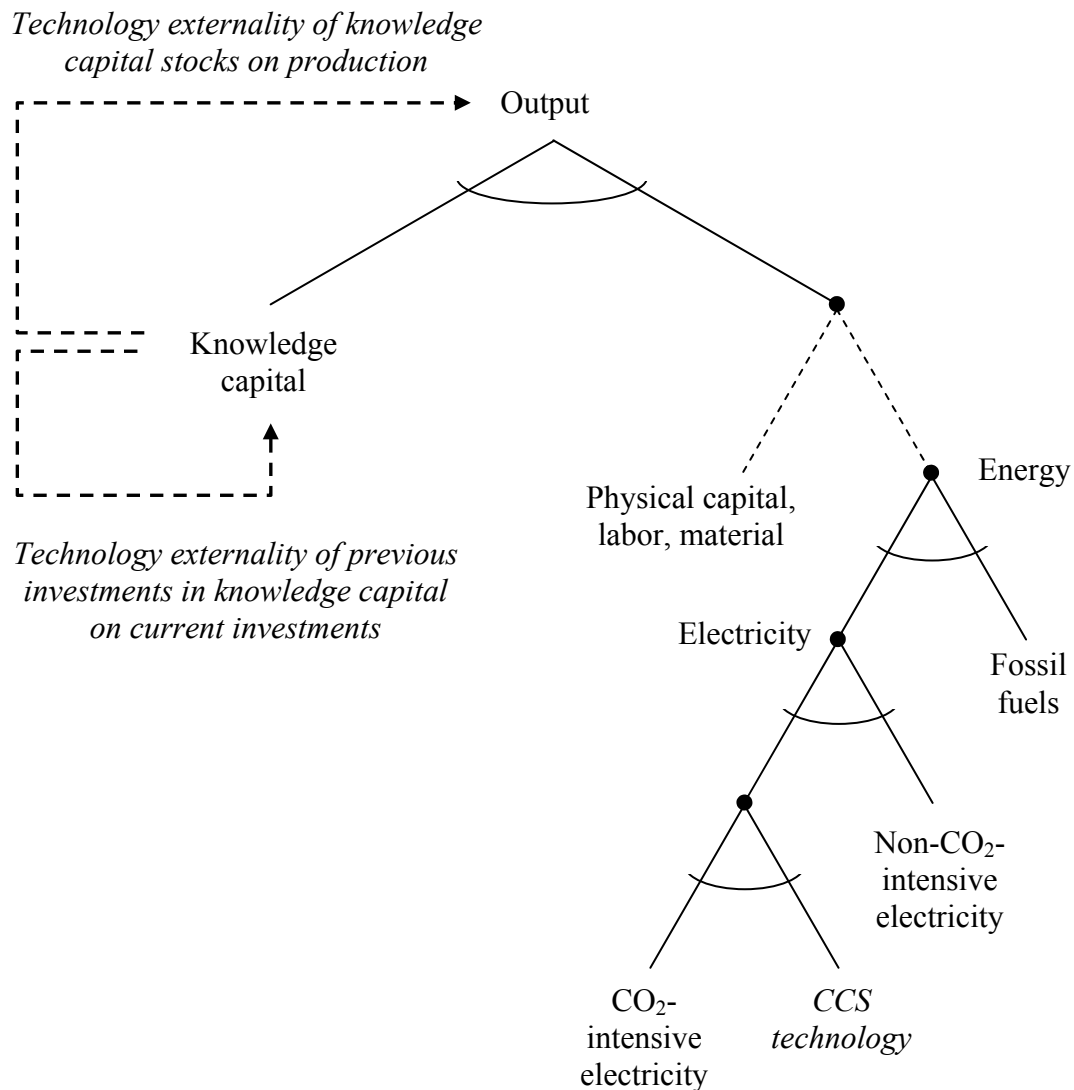 Technology externality of knowledge
capital stocks on production
Output
Knowledge
capital
Physical capital,
labor, material
Energy
Technology externality of previous
investments in knowledge capital
on current investments
Electricity
Fossil
fuels
Non-CO₂-
intensive
electricity
CO₂-
intensive
electricity
CCS
technology